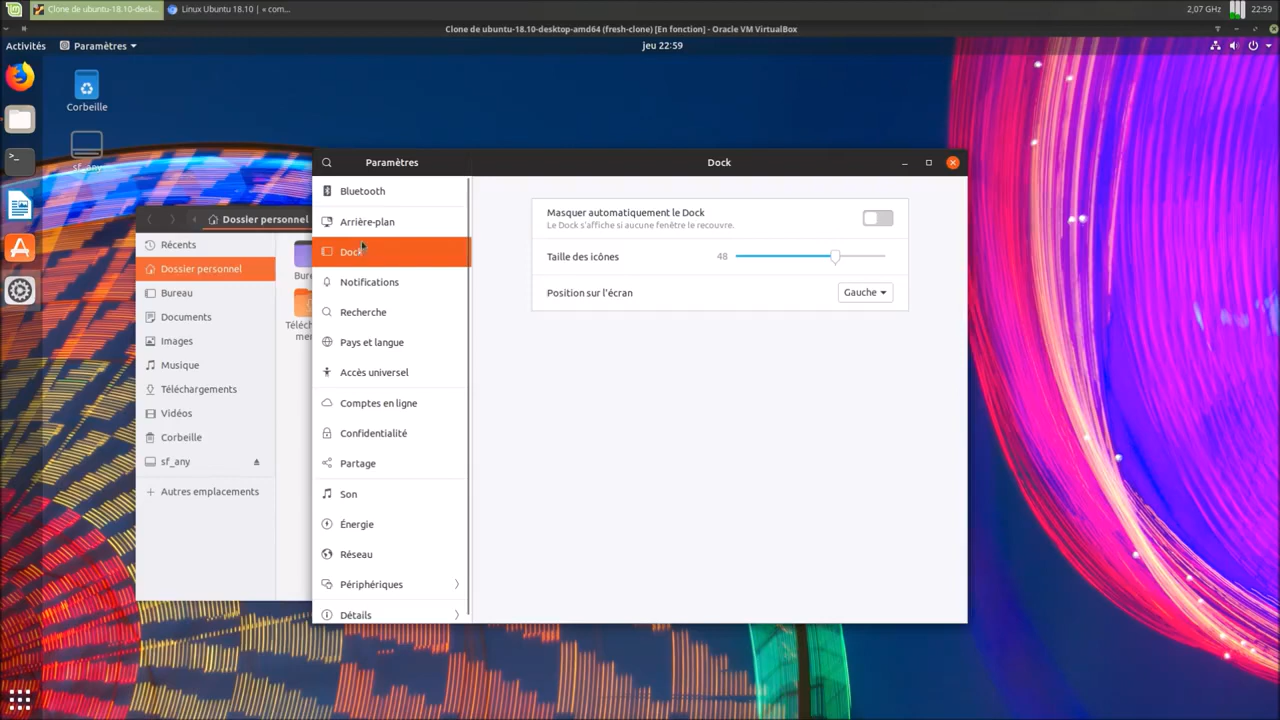 Clone de ubuntu-18.10-desk...
Linux Ubuntu 18.10 | « com...
2,07 GHz
22:59
Clone de ubuntu-18.10-desktop-amd64 (fresh-clone) [En fonction] - Oracle VM VirtualBox
Activités
Paramètres
jeu 22:59
Corbeille
sf_any
Paramètres
Dock
Bluetooth
Arrière-plan
Dock
Notifications
Recherche
Pays et langue
Accès universel
Comptes en ligne
Confidentialité
Partage
Son
Énergie
Réseau
Périphériques
Détails
Masquer automatiquement le Dock
Le Dock s'affiche si aucune fenêtre le recouvre.
Taille des icônes
48
Position sur l'écran
Gauche
Dossier personnel
Récents
Dossier personnel
Bureau
Documents
Images
Musique
Téléchargements
Vidéos
Corbeille
sf_any
Autres emplacements
Bure
Téléch
men